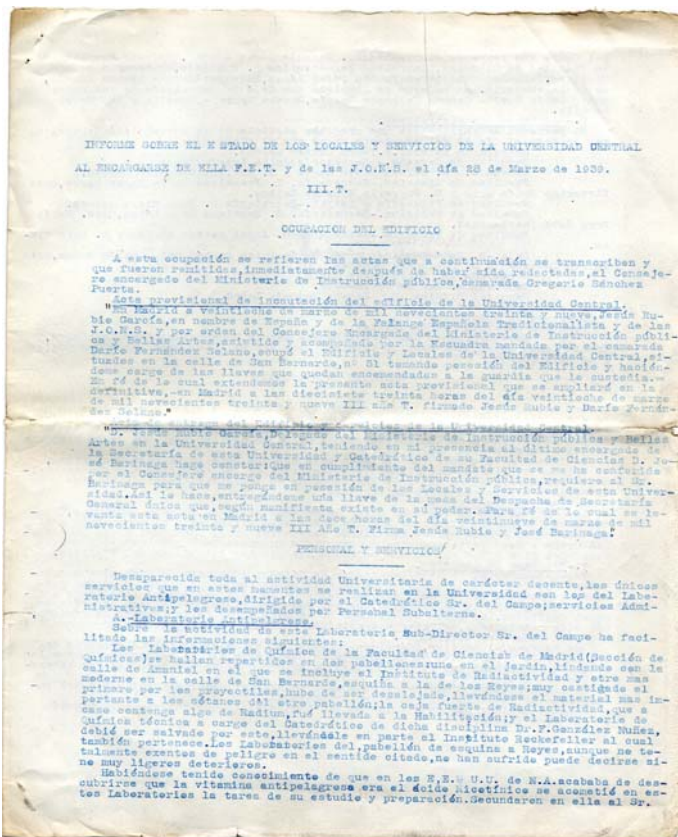 INFORME SOBRE EL ESTADO DE LOS LOCALES Y SERVICIOS DE LA UNIVERSIDAD CENTRAL
AL ENCARGARSE DE ELLA F.E.T. y de las J.O.N.S. el día 28 de Marzo de 1939.
III.T.
OCUPACION DEL EDIFICIO
A esta ocupación se refieren las actas que a continuación se transcriben y
que fueron remitidas, inmediatamente después de haber sido redactadas, al Conseje-
ro encargado del Ministerio de Instrucción pública, camarada Gregorio Sánchez
Puerta.
"Acta provisional de incautación del edificio de la Universidad Central.
En Madrid a veintiocho de marzo de mil novecientos treinta y nueve, Jesús Ru-
bio García, en nombre de España y de la Falange Española Tradicionalista y de las
J.O.N.S. y por orden del Consejero Encargado del Ministerio de Instrucción públi-
ca y Bellas Artes, asistido y acompañado por la Escuadra mandada por el camarada
Darío Fernández Solano, ocupó el Edificio y Locales de la Universidad Central, si-
tuados en la calle de San Bernardo, nº 51 tomando posesión del Edificio y hacién-
dose cargo de las llaves que quedan encomendadas a la guardia que la custodia.
En fé de lo cual extendemos la presente acta provisional que se ampliará en la
definitiva, en Madrid a las diecisiete treinta horas del día veintiocho de marzo
de mil novecientos treinta y nueve III año T. firmado Jesús Rubio y Darío Fernán-
dez Solano."
de entrega del Edificio y Servicios de la Universidad Central.
D. Jesús Rubio García, Delegado del Ministerio de Instrucción pública y Bellas
Artes en la Universidad Central, teniendo a mi presencia al último encargado de
la Secretaría de esta Universidad y Catedrático de la Facultad de Ciencias D. Jo-
sé Barinaga hago constar: Que en cumplimiento del mandato que se me ha conferido
el Consejero encargo del Ministerio de Instrucción pública, requiero al Sr.
Barinaga para que me ponga en posesión de los Locales y Servicios de esta Univer-
sidad. Así lo hace, entregándome una llave de la mesa del Despacho de Secretaría
General única que, según manifiesta existe en su poder. Para fé de lo cual se le-
vanta esta acta en Madrid a las doce horas del día veintinueve de marzo de mil
novecientos treinta y nueve III Año T. Firma Jesús Rubio y José Barinaga.
PERSONAL Y SERVICIOS
Desaparecida toda al actividad Universitaria de carácter docente, los únicos
servicios que en estos momentos se realizan en la Universidad son los del Labo-
ratorio Antipelagroso, dirigido por el Catedrático Sr. del Campo; servicios Admi-
nistrativos; y los desempeñados por Personal Subalterno.
A.-Laboratorio Antipelagroso.
Sobre la actividad de este Laboratorio Sub-Director Sr. del Campo ha faci-
litado las informaciones siguientes:
Los Laboratorios de Química de la Facultad de Ciencias de Madrid (Sección de
Químicas) se hallan repartidos en dos pabellones: uno en el jardín, lindando con la
calle de Amaniel en el que se incluye el Instituto de Radiactividad y otro mas
moderno en la calle de San Bernardo, esquina a la de los Reyes; muy castigado el
primero por los proyectiles, hubo de ser desalojado, llevándose el material mas im-
portante a los sótanos del otro pabellón; la caja fuerte de Radiactividad, que a
caso contenga algo de Radium, fué llevada a la Habilitación; y el Laboratorio de
Química técnica a cargo del Catedrático de dicha disciplina Dr. F. González Nuñez,
debió ser salvado por este, llevándole en parte al Instituto Rockefeller al cual
también pertenece. Los Laboratorios del pabellón de esquina a Reyes, aunque no to-
talmente exentos de peligro en el sentido citado, no han sufrido puede decirse si-
no muy ligeros deterioros.
Habiéndose tenido conocimiento de que en los E.E.U U.U. de N.A. acababa de des-
cubrirse que la vitamina antipelagrosa era el ácido Nicotínico se acometió en es-
tos Laboratorios la tarea de su estudio y preparación. Secundaron en ella al Sr.